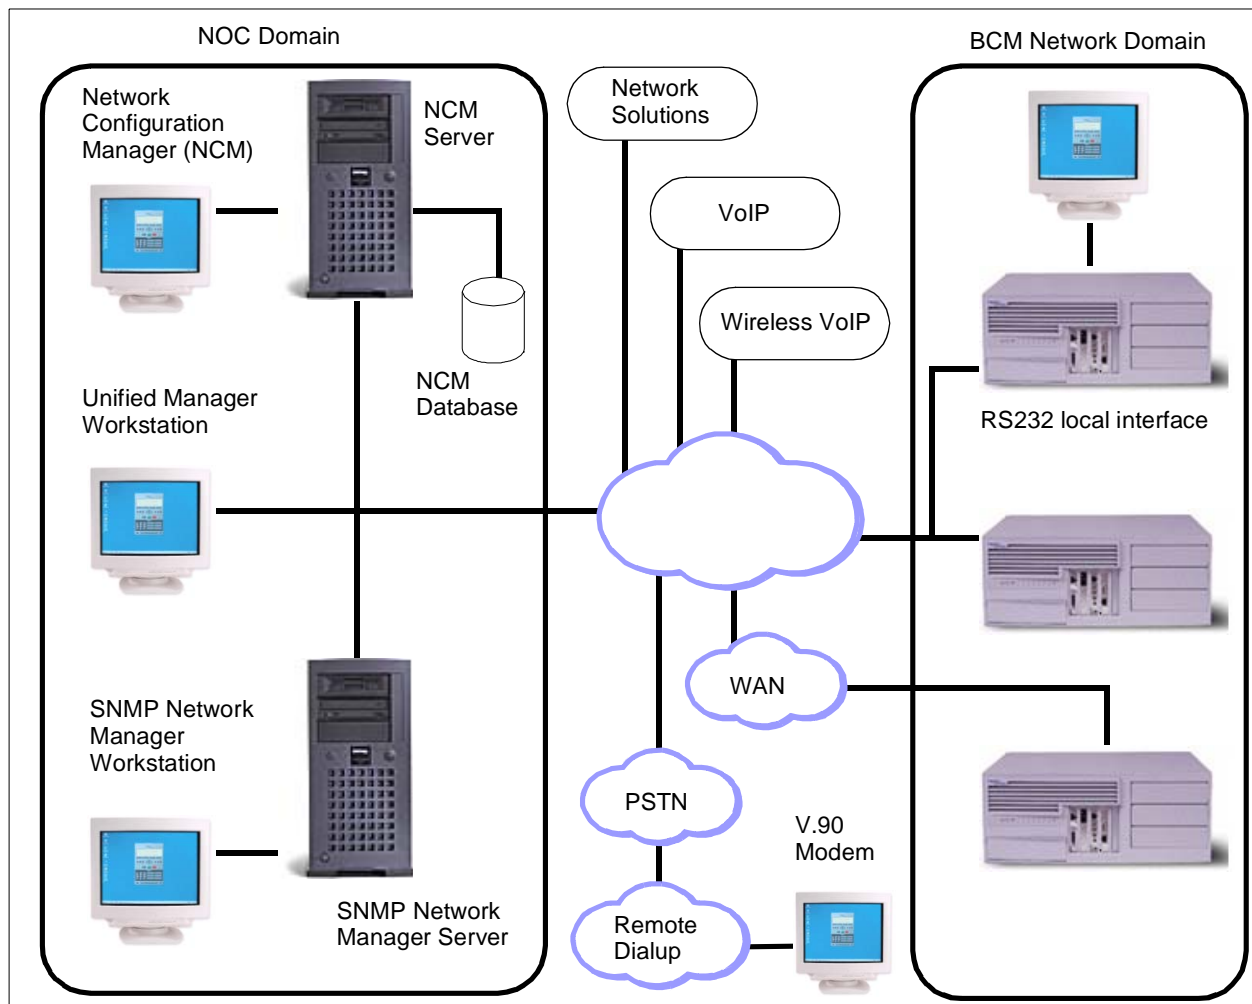 NOC Domain
BCM Network Domain
Network
Configuration
Manager (NCM)
NCM
Server
Network
Solutions
VoIP
Wireless VoIP
NCM
Database
Unified Manager
Workstation
RS232 local interface
SNMP Network
Manager
Workstation
WAN
PSTN
V.90
Modem
SNMP Network
Manager Server
Remote
Dialup